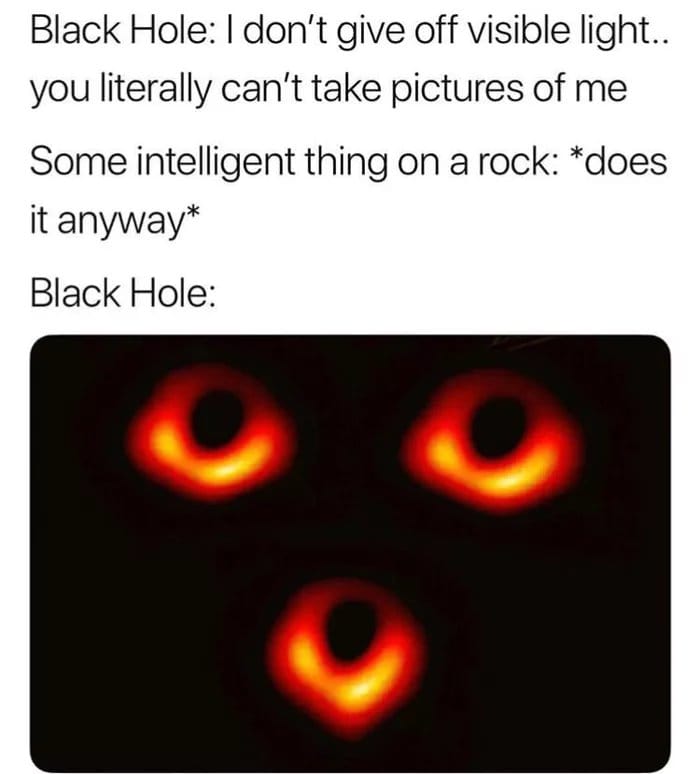 Black Hole: I don’t give off visible light..
you literally can’t take pictures of me
Some intelligent thing on a rock: *does
it anyway*
Black Hole: